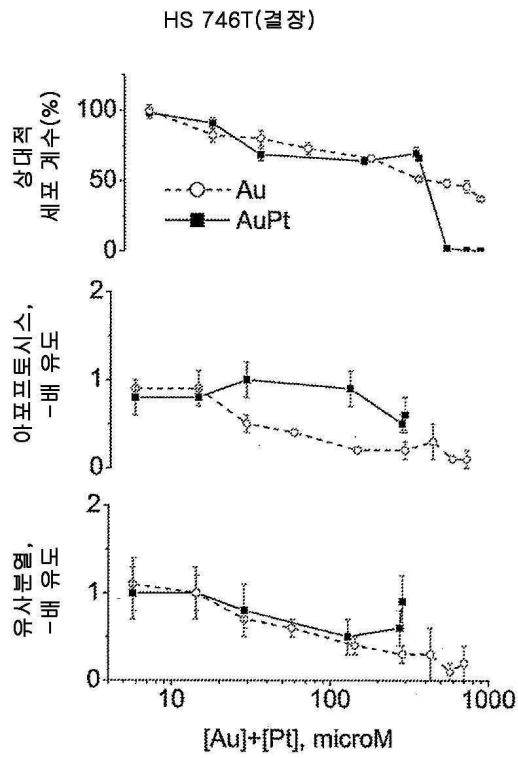 HS 746T(결장)
상대적
세포 계수(%)
100
50
0
Au
AuPt
아포프토시스,
-배 유도
2
1
0
유사분열,
-배 유도
2
1
0
10
100
1000
[Au]+[Pt], microM